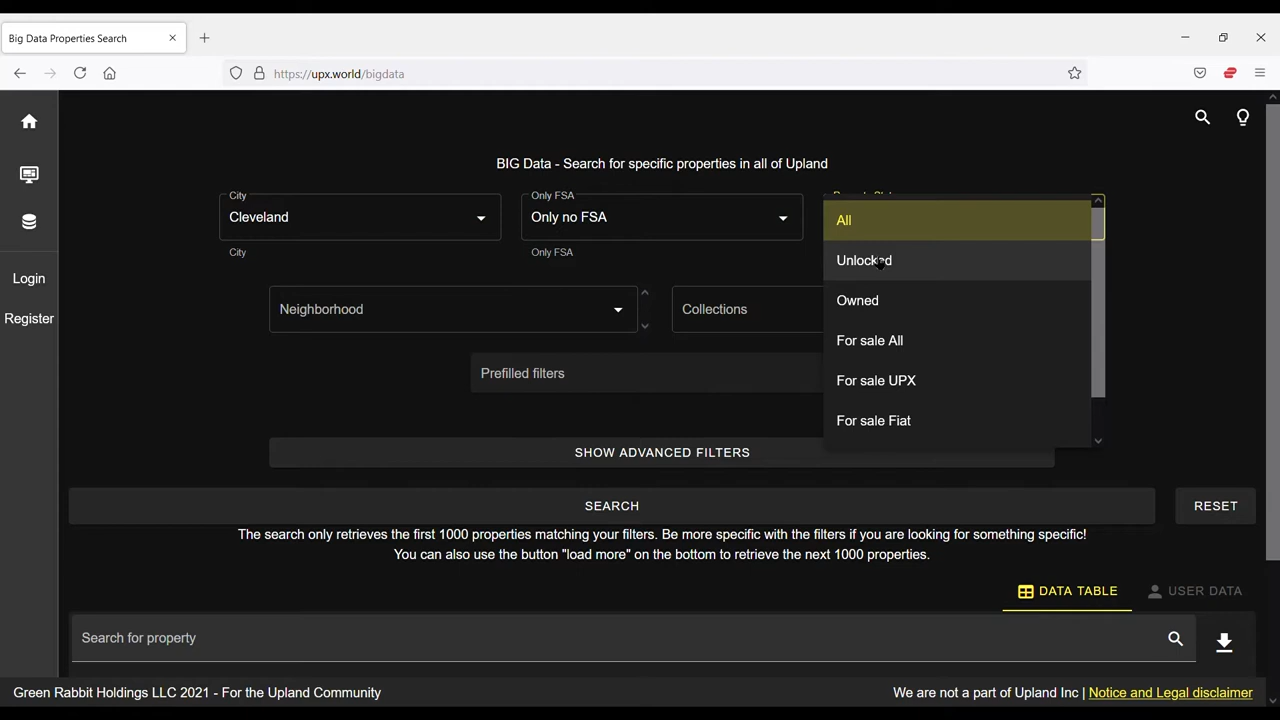 Big Data Properties Search
https://upx.world/bigdata
BIG Data - Search for specific properties in all of Upland
City
Only FSA
Cleveland
Only no FSA
All
City
Only FSA
Unlocked
Login
Owned
Neighborhood
Collections
Register
For sale All
Prefilled filters
For sale UPX
For sale Fiat
SHOW ADVANCED FILTERS
SEARCH
RESET
The search only retrieves the first 1000 properties matching your filters. Be more specific with the filters if you are looking for something specific!
You can also use the button "load more" on the bottom to retrieve the next 1000 properties.
DATA TABLE
USER DATA
Search for property
Green Rabbit Holdings LLC 2021 - For the Upland Community
We are not a part of Upland Inc | Notice and Legal disclaimer